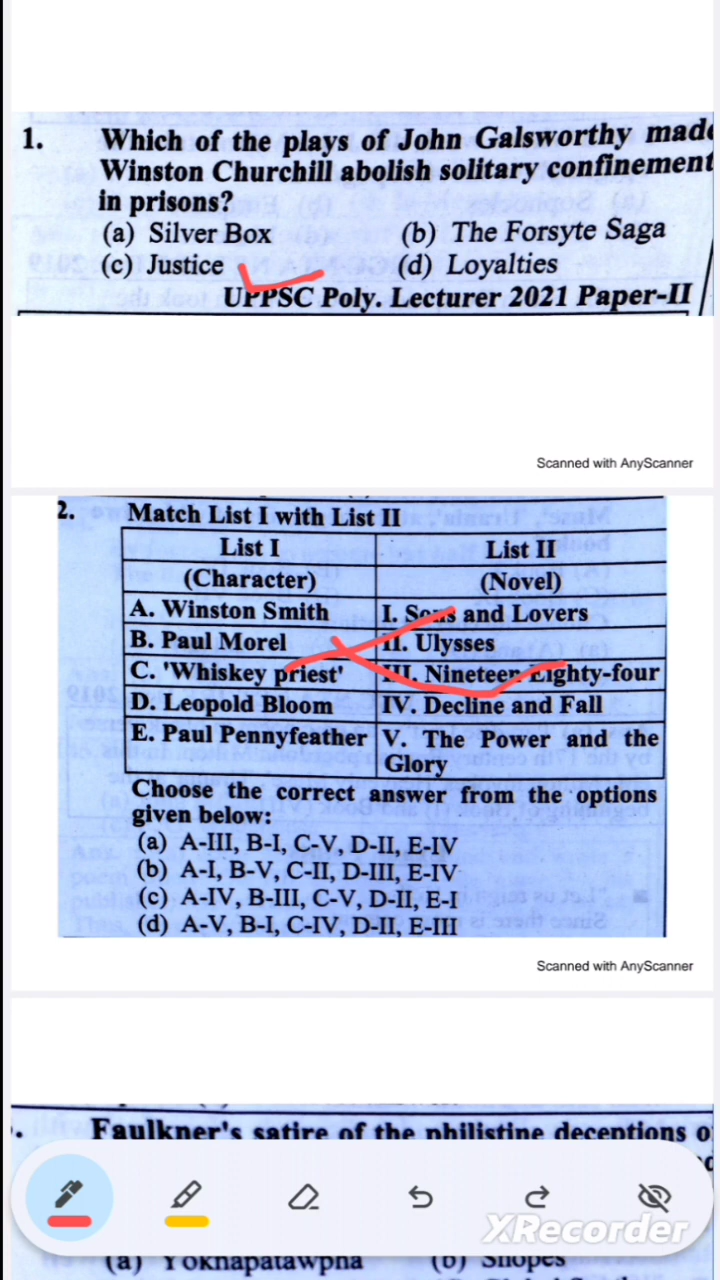 1. Which of the plays of John Galsworthy made
Winston Churchill abolish solitary confinement
in prisons?
(a) Silver Box (b) The Forsyte Saga
(c) Justice (d) Loyalties
UPPSC Poly. Lecturer 2021 Paper-II
Scanned with AnyScanner
2. Match List I with List II
List I List II
(Character) (Novel)
A. Winston Smith I. Sons and Lovers
B. Paul Morel II. Ulysses
C. 'Whiskey priest' III. Nineteen Eighty-four
D. Leopold Bloom IV. Decline and Fall
E. Paul Pennyfeather V. The Power and the
Glory
Choose the correct answer from the options
given below:
(a) A-III, B-I, C-V, D-II, E-IV
(b) A-I, B-V, C-II, D-III, E-IV
(c) A-IV, B-III, C-V, D-II, E-I
(d) A-V, B-I, C-IV, D-II, E-III
Scanned with AnyScanner
Faulkner's satire of the philistine deceptions o
XRecorder
(a) Yoknapatawpha (b) Snopes